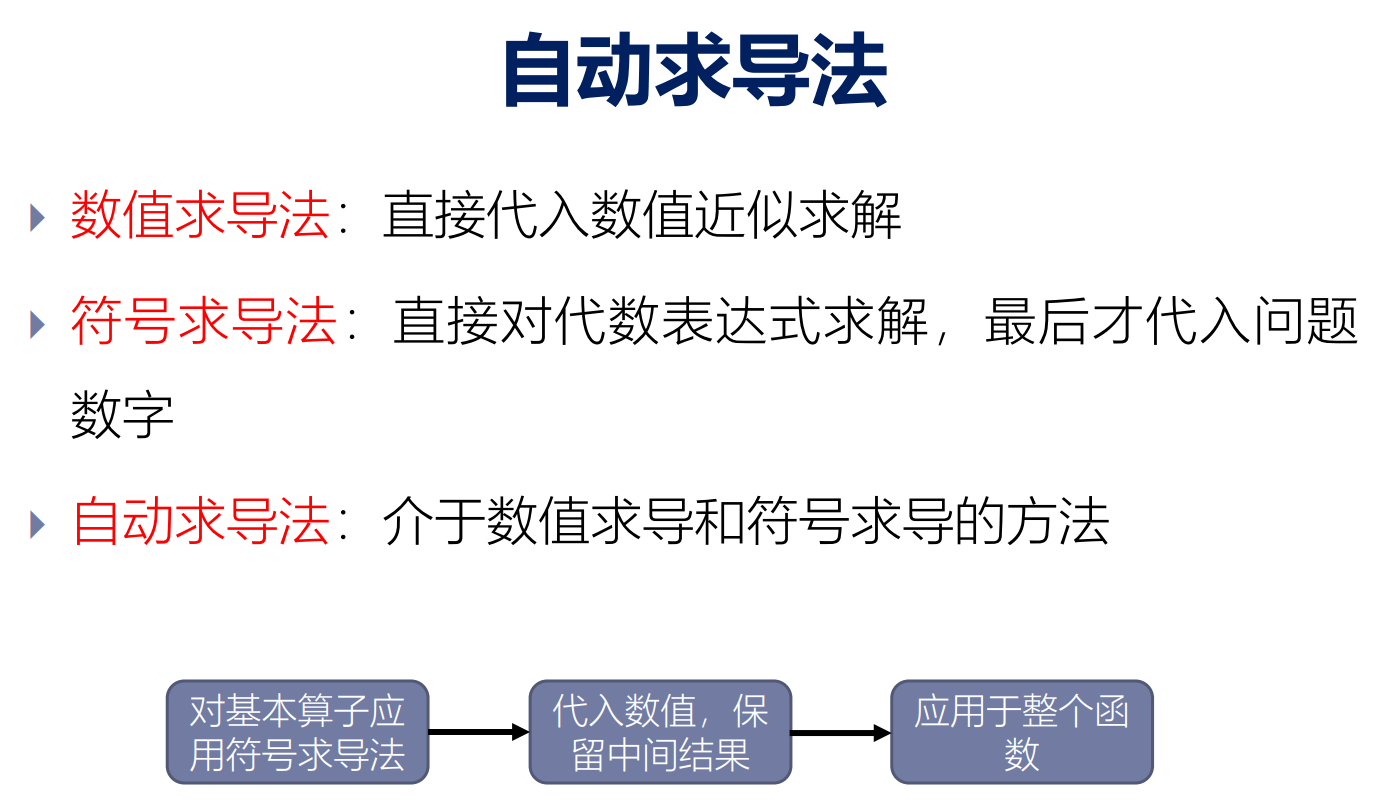 自动求导法
数值求导法：直接代入数值近似求解
符号求导法：直接对代数表达式求解，最后才代入问题
数字
自动求导法：介于数值求导和符号求导的方法
对基本算子应
用符号求导法
代入数值，保
留中间结果
应用于整个函
数